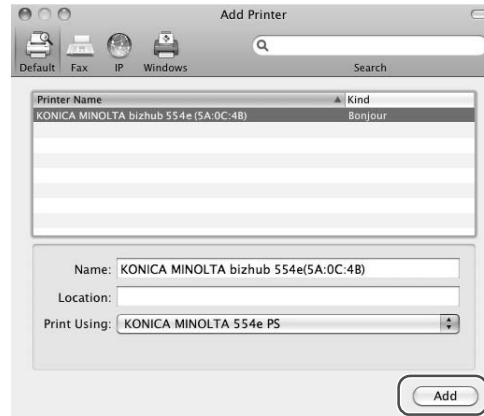 Add Printer
Default Fax IP Windows Search
Printer Name Kind
KONICA MINOLTA bizhub 554e (5A:0C:4B) Bonjour
Name: KONICA MINOLTA bizhub 554e(5A:0C:4B)
Location:
Print Using: KONICA MINOLTA 554e PS
Add